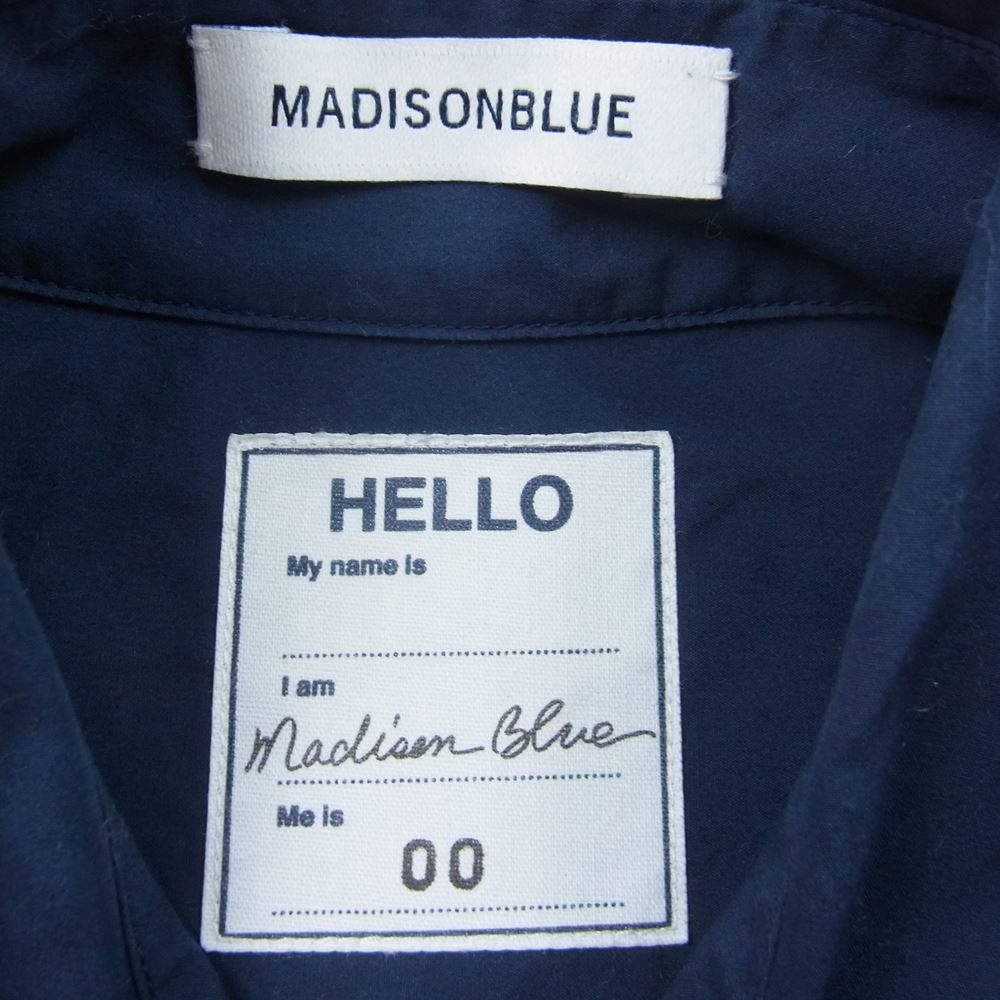 MADISONBLUE
HELLO
My name is
I am
Madison Blue
Me is
00